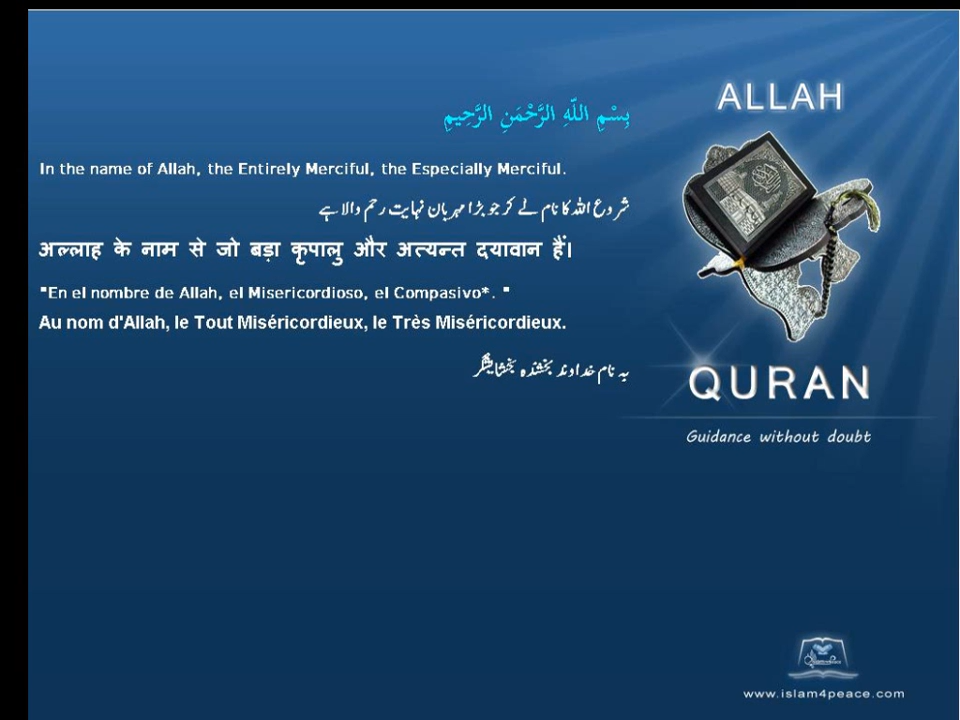 بِسْمِ اللّهِ الرَّحْمَنِ الرَّحِيمِ
In the name of Allah, the Entirely Merciful, the Especially Merciful.
شروع الله کا نام لے کر جو بڑا مہربان نہایت رحم والا ہے
अल्लाह के नाम से जो बड़ा कृपालु और अत्यन्त दयावान हैं।
"En el nombre de Allah, el Misericordioso, el Compasivo*. "
Au nom d'Allah, le Tout Miséricordieux, le Très Miséricordieux.
به نام خداوند بخشنده بخشایشگر
ALLAH
QURAN
Guidance without doubt
www.islam4peace.com